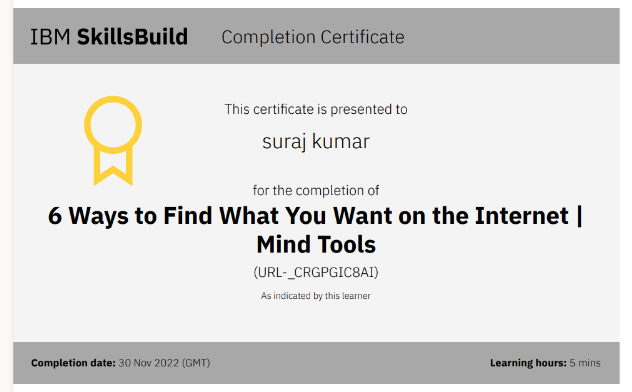 IBM SkillsBuild Completion Certificate
This certificate is presented to
suraj kumar
for the completion of
6 Ways to Find What You Want on the Internet |
Mind Tools
(URL-_CRGPGIC8AI)
As indicated by this learner
Completion date: 30 Nov 2022 (GMT) Learning hours: 5 mins